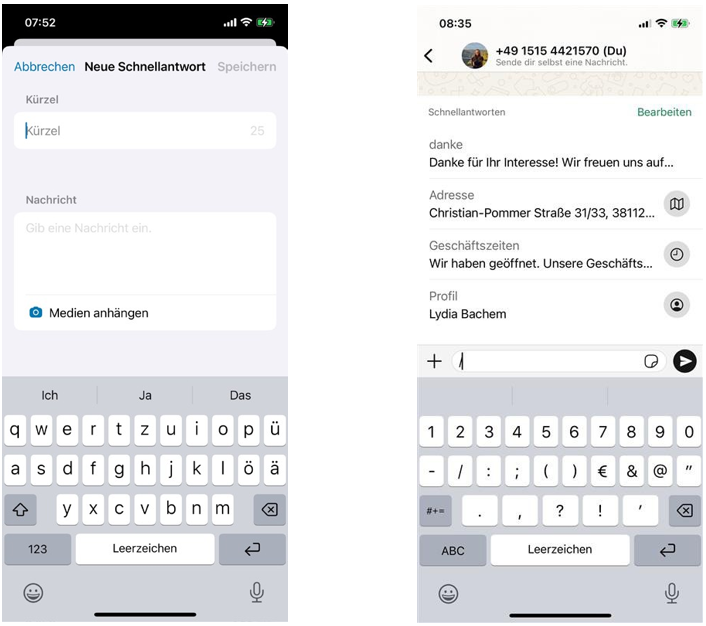 07:52
Abbrechen Neue Schnellantwort Speichern
Kürzel
Kürzel 25
Nachricht
Gib eine Nachricht ein.
Medien anhängen
Ich Ja Das
q w e r t z u i o p ü
a s d f g h j k l ö ä
y x c v b n m
123 Leerzeichen
08:35
+49 1515 4421570 (Du)
Sende dir selbst eine Nachricht.
Schnellantworten Bearbeiten
danke
Danke für Ihr Interesse! Wir freuen uns auf...
Adresse
Christian-Pommer Straße 31/33, 38112...
Geschäftszeiten
Wir haben geöffnet. Unsere Geschäfts...
Profil
Lydia Bachem
/
1 2 3 4 5 6 7 8 9 0
- / : ; ( ) € & @ "
#+= . , ? ! '
ABC Leerzeichen